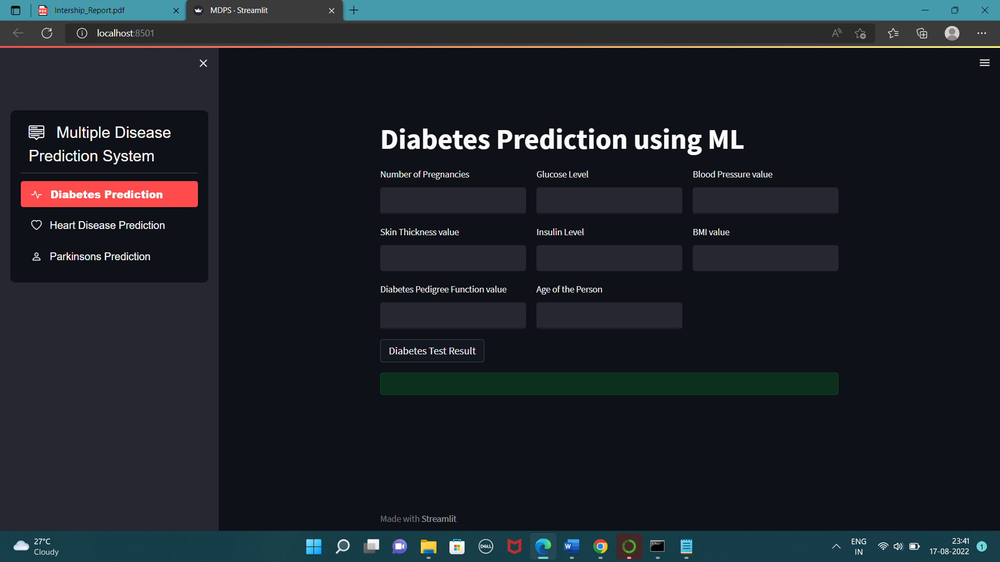 Intership_Report.pdf
MDPS · Streamlit
localhost:8501
Multiple Disease
Prediction System
Diabetes Prediction
Heart Disease Prediction
Parkinsons Prediction
Diabetes Prediction using ML
Number of Pregnancies
Glucose Level
Blood Pressure value
Skin Thickness value
Insulin Level
BMI value
Diabetes Pedigree Function value
Age of the Person
Diabetes Test Result
Made with Streamlit
27°C
Cloudy
DELL
W
ENG
IN
23:41
17-08-2022
1